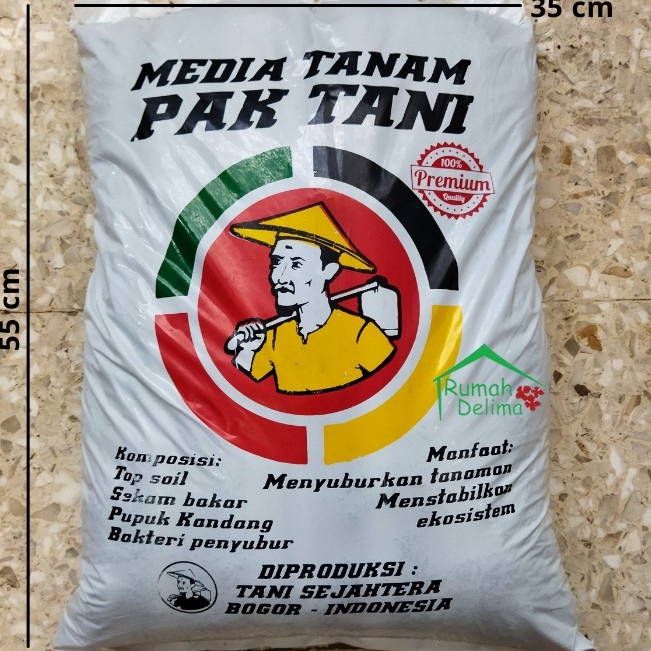 35 cm
55 cm
MEDIA TANAM
PAK TANI
100%
Premium
Quality
Rumah
Delima
Komposisi:
Top soil
Sekam bakar
Pupuk Kandang
Bakteri penyubur
Manfaat:
Menyuburkan tanaman
Menstabilkan
ekosistem
DIPRODUKSI :
TANI SEJAHTERA
BOGOR - INDONESIA